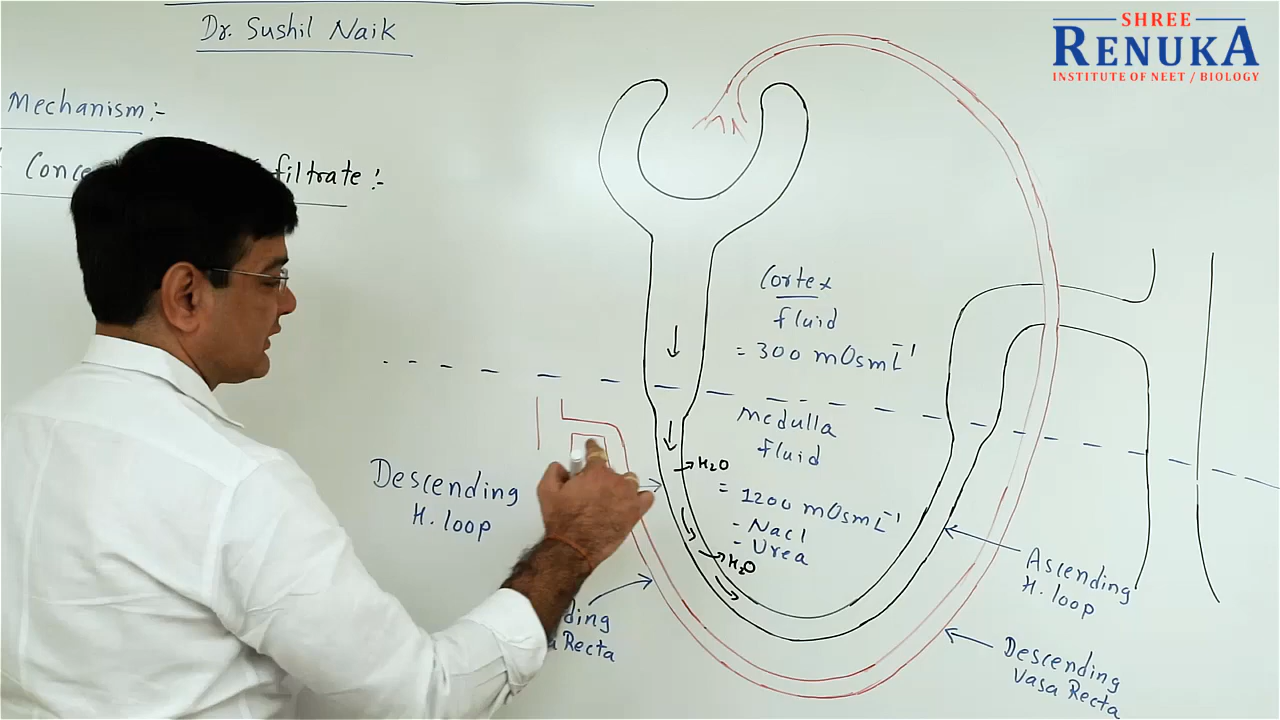 Dr. Sushil Naik
SHREE
RENUKA
INSTITUTE OF NEET / BIOLOGY
Mechanism:-
filtrate:-
Cortex
fluid
= 300 mOsmL⁻¹
Medulla
fluid
= 1200 mOsmL⁻¹
- Nacl
- Urea
H₂O
H₂O
Descending
H. loop
Recta
Ascending
H. loop
Descending
Vasa Recta